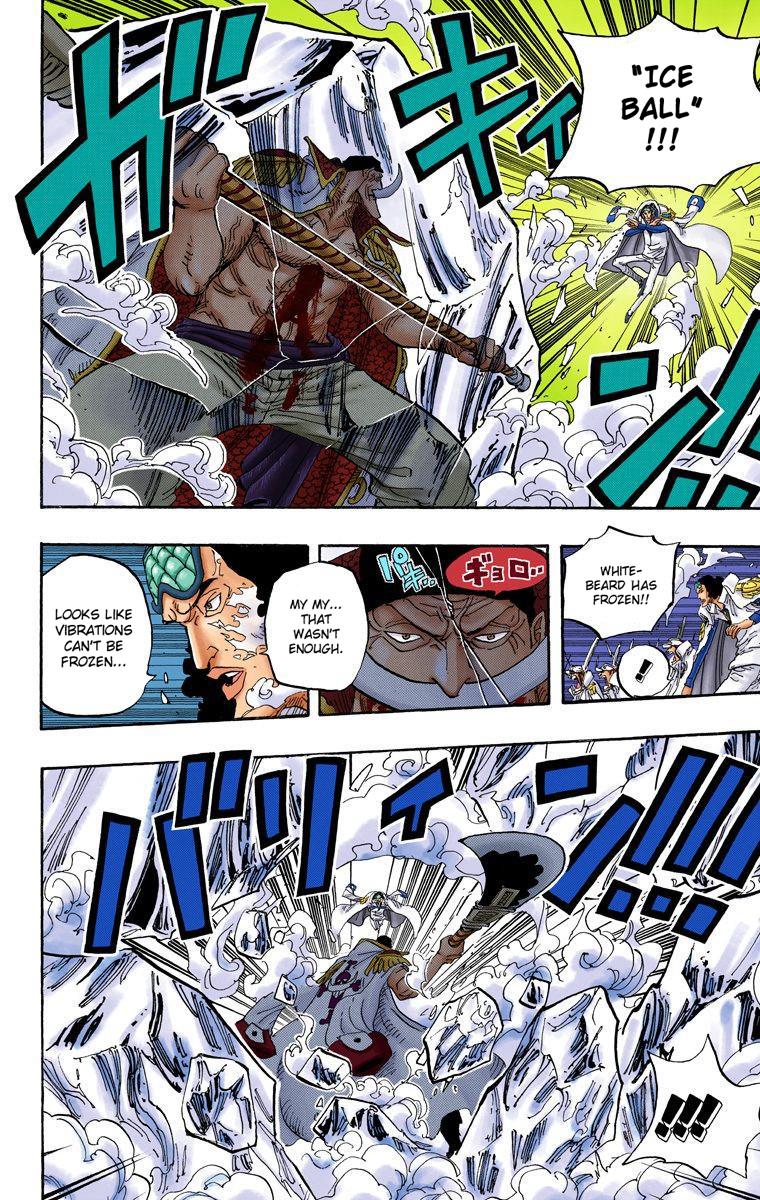 "ICE
BALL"
!!!
ガキィン!!!
WHITE-
BEARD HAS
FROZEN!!
!
ギョロ..
パキ...
MY MY...
THAT
WASN'T
ENOUGH.
LOOKS LIKE
VIBRATIONS
CAN'T BE
FROZEN...
バリィン!!!
!!!